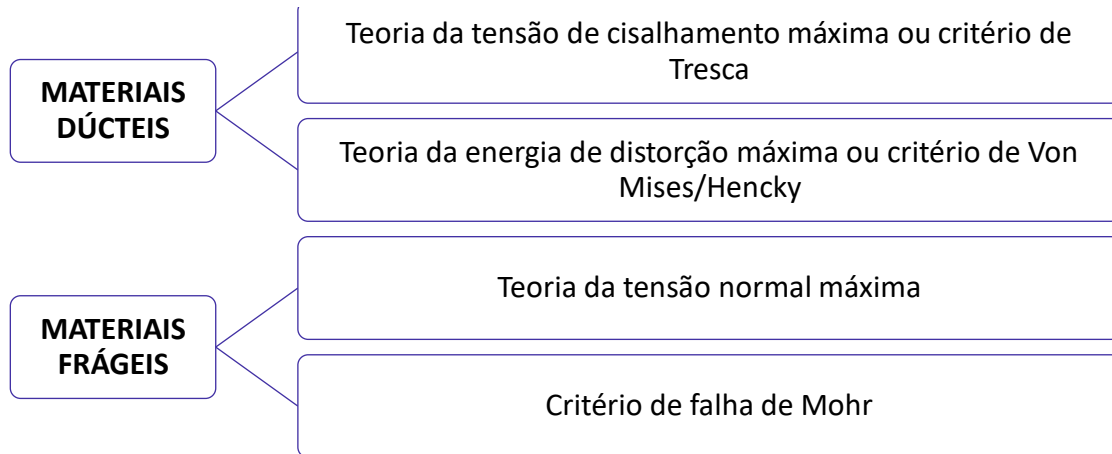 MATERIAIS
DÚCTEIS
Teoria da tensão de cisalhamento máxima ou critério de
Tresca
Teoria da energia de distorção máxima ou critério de Von
Mises/Hencky
MATERIAIS
FRÁGEIS
Teoria da tensão normal máxima
Critério de falha de Mohr